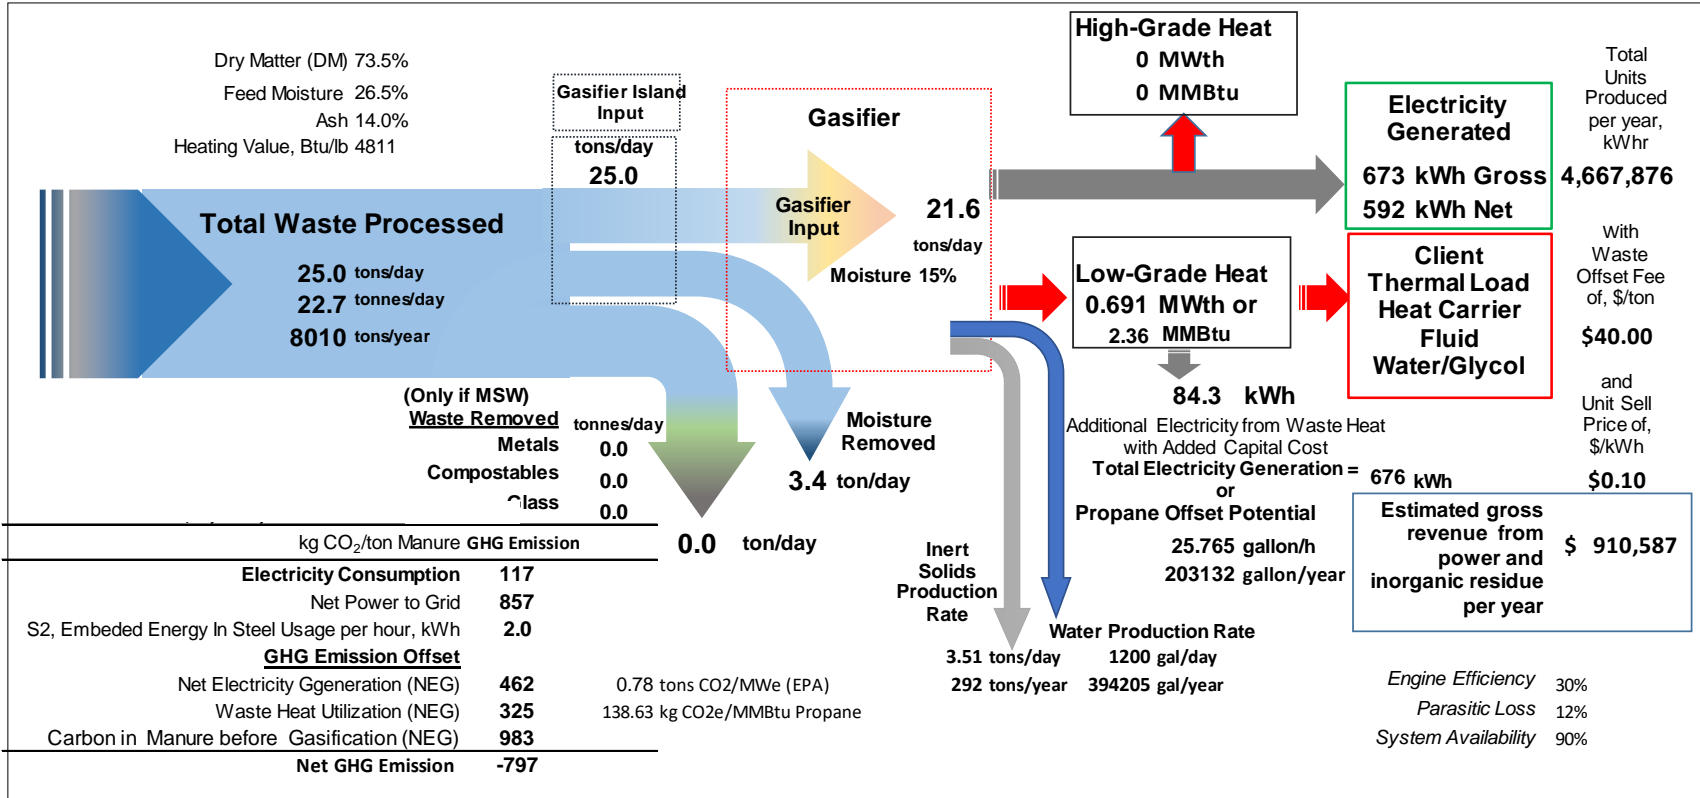 Dry Matter (DM) 73.5%
Feed Moisture 26.5%
Ash 14.0%
Heating Value, Btu/lb 4811
Gasifier Island
Input
tons/day
25.0
Total Waste Processed
25.0 tons/day
22.7 tonnes/day
8010 tons/year
Gasifier
Gasifier
Input
21.6
tons/day
Moisture 15%
High-Grade Heat
0 MWth
0 MMBtu
Electricity
Generated
673 kWh Gross
592 kWh Net
Total
Units
Produced
per year,
kWhr
4,667,876
Low-Grade Heat
0.691 MWth or
2.36 MMBtu
Client
Thermal Load
Heat Carrier
Fluid
Water/Glycol
With
Waste
Offset Fee
of, $/ton
$40.00
and
Unit Sell
Price of,
$/kWh
$0.10
84.3 kWh
Additional Electricity from Waste Heat
with Added Capital Cost
Total Electricity Generation = 676 kWh
or
Propane Offset Potential
25.765 gallon/h
203132 gallon/year
Estimated gross
revenue from
power and
inorganic residue
per year
$ 910,587
(Only if MSW)
Waste Removed tonnes/day
Metals 0.0
Compostables 0.0
Glass 0.0
Moisture
Removed
3.4 ton/day
0.0 ton/day
Inert
Solids
Production
Rate
3.51 tons/day
292 tons/year
Water Production Rate
1200 gal/day
394205 gal/year
kg CO2/ton Manure GHG Emission
Electricity Consumption 117
Net Power to Grid 857
S2, Embeded Energy In Steel Usage per hour, kWh 2.0
GHG Emission Offset
Net Electricity Ggeneration (NEG) 462 0.78 tons CO2/MWe (EPA)
Waste Heat Utilization (NEG) 325 138.63 kg CO2e/MMBtu Propane
Carbon in Manure before Gasification (NEG) 983
Net GHG Emission -797
Engine Efficiency 30%
Parasitic Loss 12%
System Availability 90%